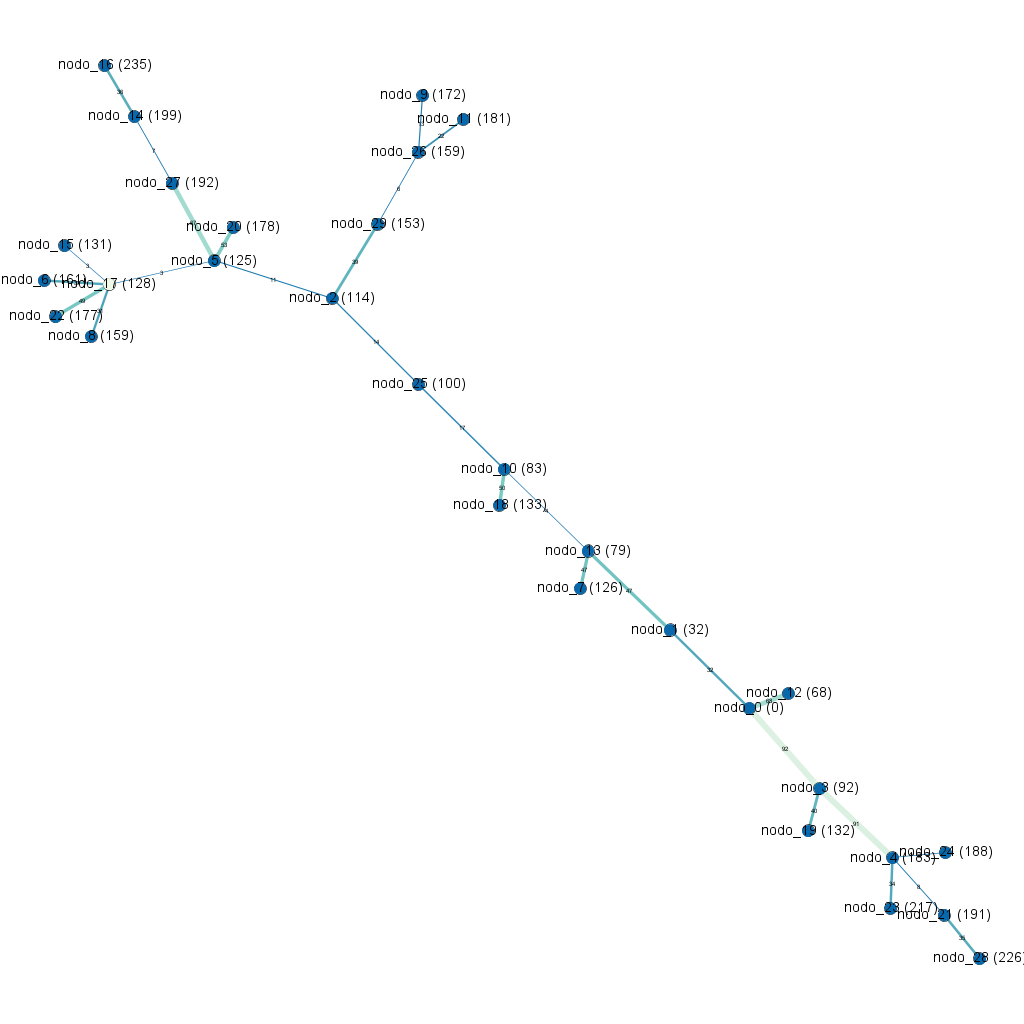 nodo_16 (235)
36
nodo_9 (172)
nodo_14 (199)
nodo_11 (181)
22
7
nodo_26 (159)
nodo_27 (192)
6
nodo_29 (153)
nodo_20 (178)
53
nodo_15 (131)
39
nodo_5 (125)
3
3
nodo_6 (161)
nodo_17 (128)
11
nodo_2 (114)
49
nodo_22 (177)
nodo_8 (159)
14
nodo_25 (100)
17
nodo_10 (83)
50
nodo_18 (133)
4
nodo_13 (79)
47
nodo_7 (126)
47
nodo_1 (32)
32
nodo_12 (68)
nodo_0 (0)
92
nodo_3 (92)
40
91
nodo_19 (132)
nodo_24 (188)
nodo_4 (183)
34
8
nodo_23 (217)
nodo_21 (191)
35
nodo_28 (226)